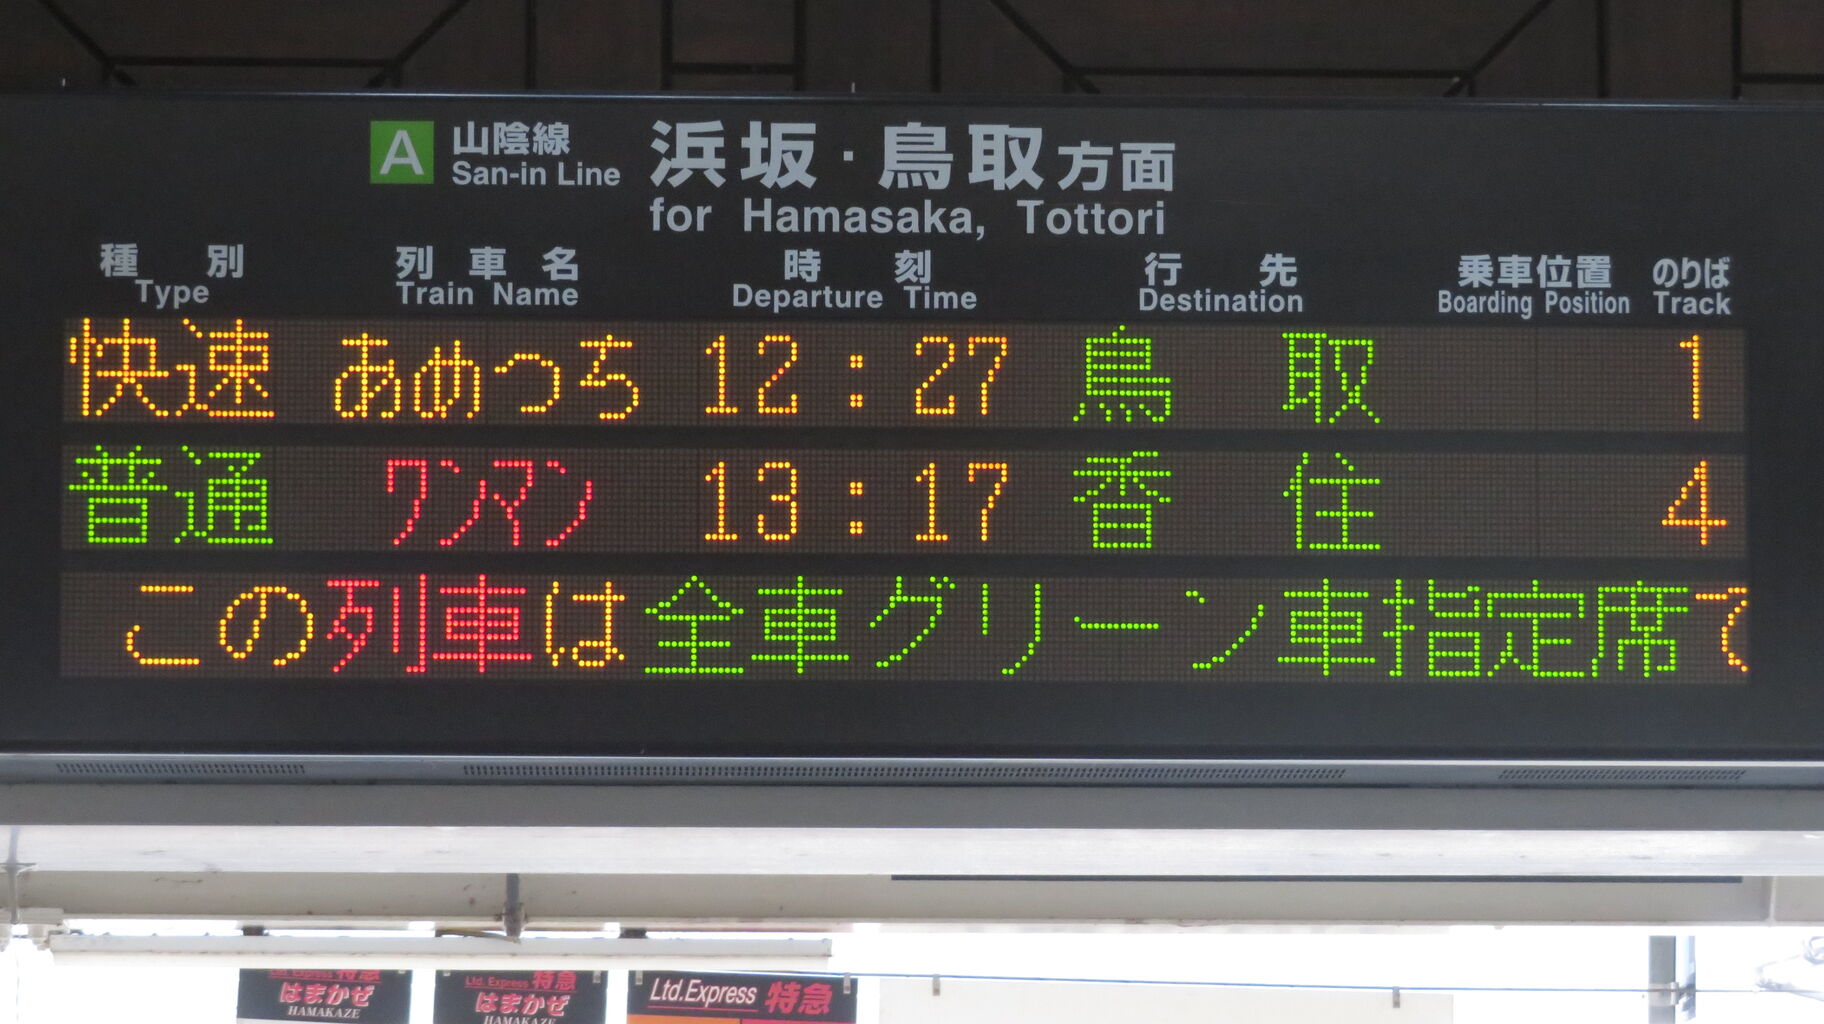 A 山陰線 浜坂・鳥取方面
San-in Line for Hamasaka, Tottori
種別 列車名 時刻 行先 乗車位置 のりば
Type Train Name Departure Time Destination Boarding Position Track
快速 あめつち 12:27 鳥取 1
普通 ワンマン 13:17 香住 4
この列車は全車グリーン車指定席で
Ltd. Express 特急 Ltd. Express 特急 Ltd.Express 特急
はまかぜ はまかぜ
HAMAKAZE HAMAKAZE